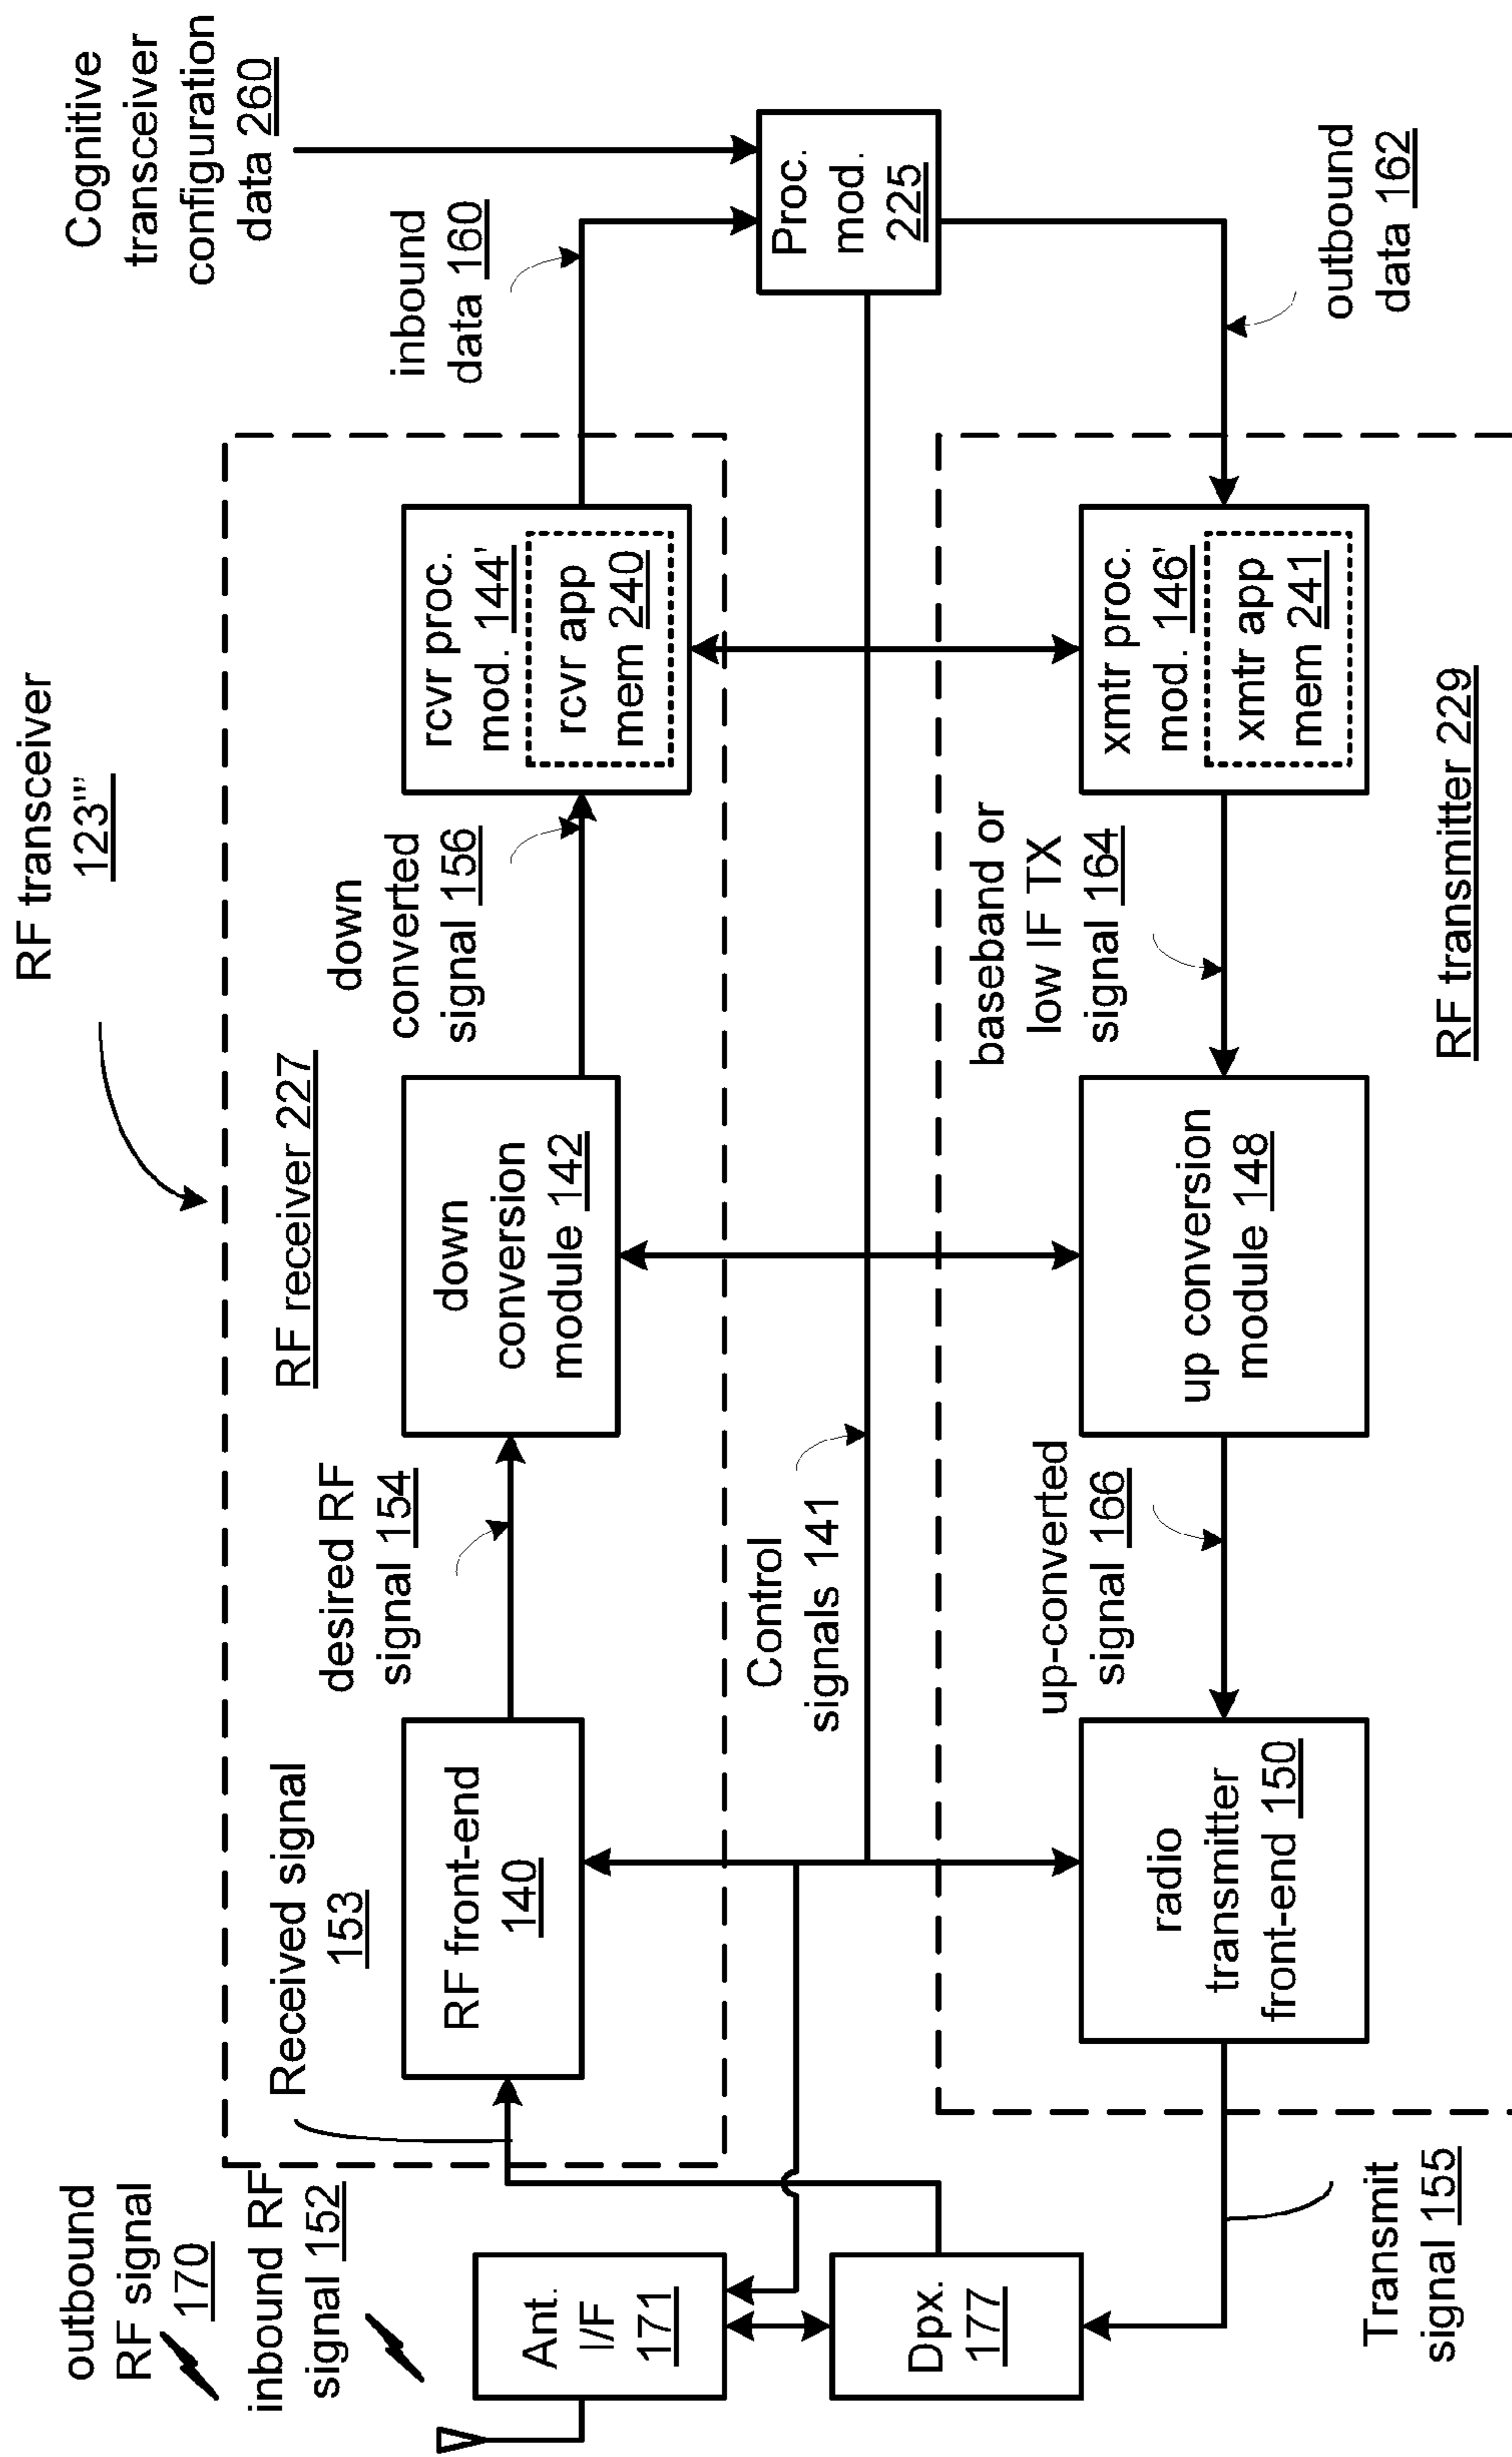 RF transceiver
123'''
Cognitive
transceiver
configuration
data 260
outbound
RF signal
170
inbound RF
signal 152
Received signal
153
RF receiver 227
desired RF
signal 154
down
converted
signal 156
inbound
data 160
RF front-end
140
down
conversion
module 142
rcvr proc.
mod. 144'
rcvr app
mem 240
Ant.
I/F
171
Control
signals 141
Proc.
mod.
225
Dpx.
177
up-converted
signal 166
baseband or
low IF TX
signal 164
outbound
data 162
radio
transmitter
front-end 150
up conversion
module 148
xmtr proc.
mod. 146'
xmtr app
mem 241
Transmit
signal 155
RF transmitter 229